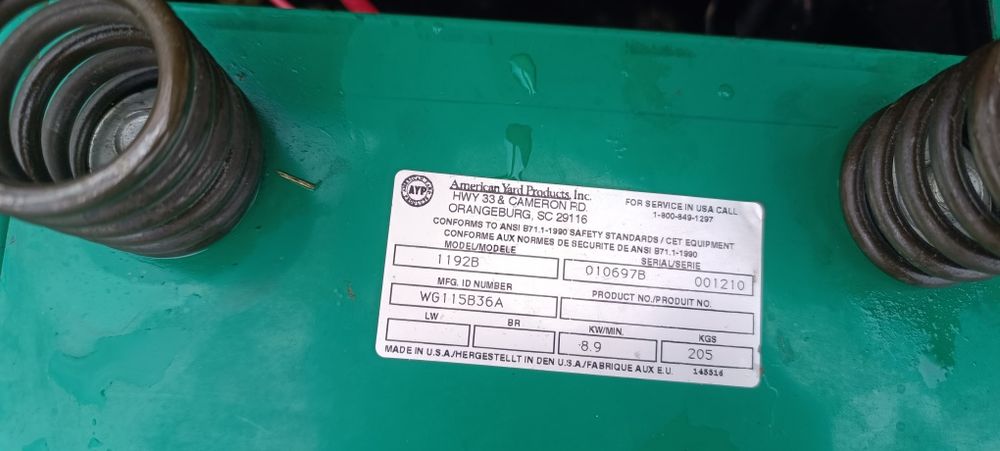 AYP
American Yard Products, Inc.
HWY 33 & CAMERON RD.
ORANGEBURG, SC 29116
FOR SERVICE IN USA CALL
1-800-849-1297
CONFORMS TO ANSI B71.1-1990 SAFETY STANDARDS / CET EQUIPMENT
CONFORME AUX NORMES DE SECURITE DE ANSI B71.1-1990
MODEL/MODELE
1192B
SERIAL/SERIE
010697B 001210
MFG. ID NUMBER
WG115B36A
PRODUCT NO./PRODUIT NO.
LW BR KW/MIN. KGS
8.9 205
MADE IN U.S.A./HERGESTELLT IN DEN U.S.A./FABRIQUE AUX E.U. 145514